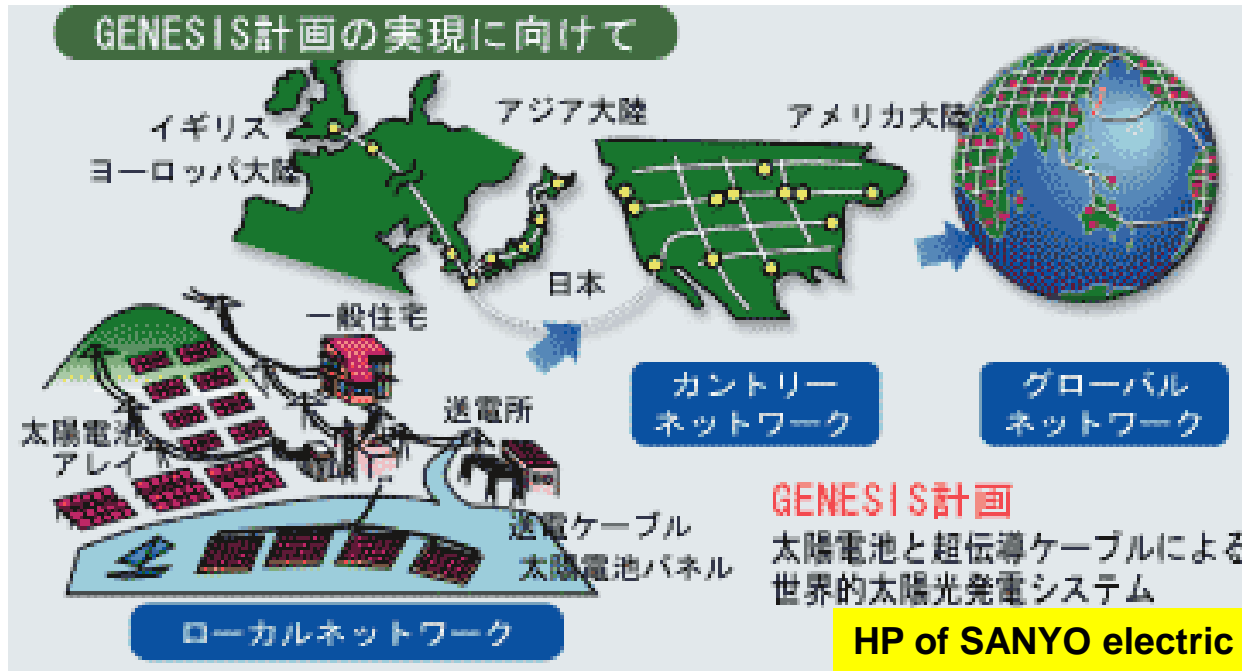 GENESIS計画の実現に向けて
イギリス
ヨーロッパ大陸
アジア大陸
アメリカ大陸
日本
一般住宅
太陽電池
アレイ
送電所
送電ケーブル
太陽電池パネル
ローカルネットワーク
カントリー
ネットワーク
グローバル
ネットワーク
GENESIS計画
太陽電池と超伝導ケーブルによる
世界的太陽光発電システム
HP of SANYO electric